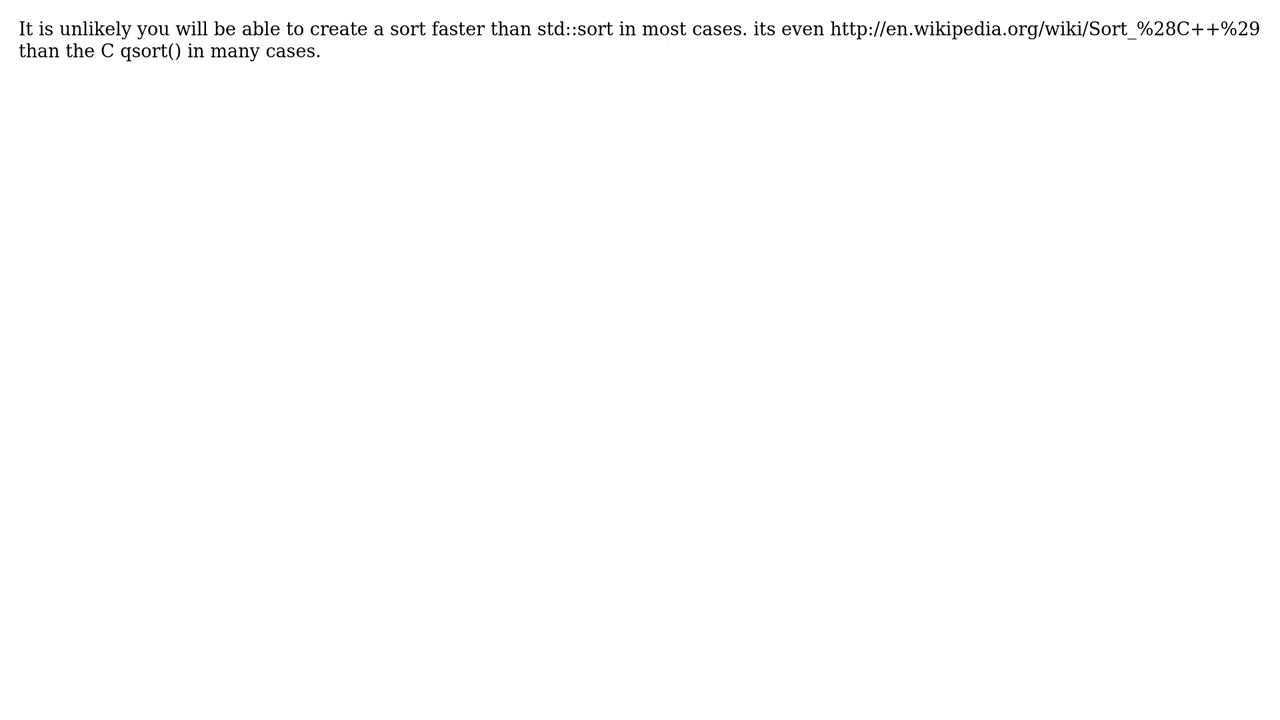 It is unlikely you will be able to create a sort faster than std::sort in most cases. its even http://en.wikipedia.org/wiki/Sort_%28C++%29
than the C qsort() in many cases.